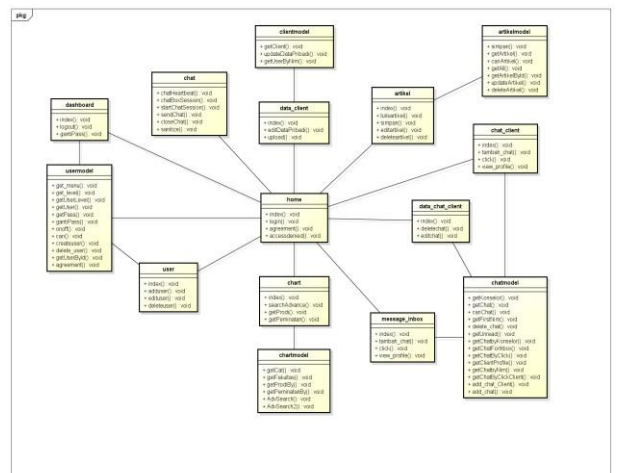 pkg
clientmodel
+ getClient() : void
+ updateDataPribadi() : void
+ getUserByNim() : void
artikelmodel
+ simpan() : void
+ getArtikel() : void
+ cariArtikel() : void
+ getAll() : void
+ getArtikelById() : void
+ updateArtikel() : void
+ deleteArtikel() : void
chat
+ chatHeartbeat() : void
+ chatBoxSession() : void
+ startChatSession() : void
+ sendChat() : void
+ closeChat() : void
+ sanitize() : void
data_client
+ index() : void
+ editDataPribadi() : void
+ upload() : void
artikel
+ index() : void
+ tulisartikel() : void
+ simpan() : void
+ editartikel() : void
+ deleteartikel() : void
dashboard
+ index() : void
+ logout() : void
+ gantiPass() : void
chat_client
+ index() : void
+ tambah_chat() : void
+ click() : void
+ view_profile() : void
usermodel
+ get_menu() : void
+ get_level() : void
+ getUserLevel() : void
+ getUser() : void
+ getPass() : void
+ gantiPass() : void
+ onoff() : void
+ cari() : void
+ createuser() : void
+ delete_user() : void
+ getUserById() : void
+ agreement() : void
home
+ index() : void
+ login() : void
+ agreement() : void
+ accessdenied() : void
data_chat_client
+ index() : void
+ deletechat() : void
+ editchat() : void
user
+ index() : void
+ adduser() : void
+ edituser() : void
+ deleteuser() : void
chart
+ index() : void
+ searchAdvance() : void
+ getProdi() : void
+ getPeminatan() : void
message_inbox
+ index() : void
+ tambah_chat() : void
+ click() : void
+ view_profile() : void
chatmodel
+ getKonselor() : void
+ getChat() : void
+ cariChat() : void
+ getFirstNim() : void
+ delete_chat() : void
+ getUnread() : void
+ getChatbyKonselor() : void
+ getChatForInbox() : void
+ getChatByClick() : void
+ getClientProfile() : void
+ getChatbyNim() : void
+ getChatByClickClient() : void
+ add_chat_Client() : void
+ add_chat() : void
chartmodel
+ getCat() : void
+ getFakultas() : void
+ getProdiBy() : void
+ getPeminatanBy() : void
+ AdvSearch() : void
+ AdvSearch2() : void